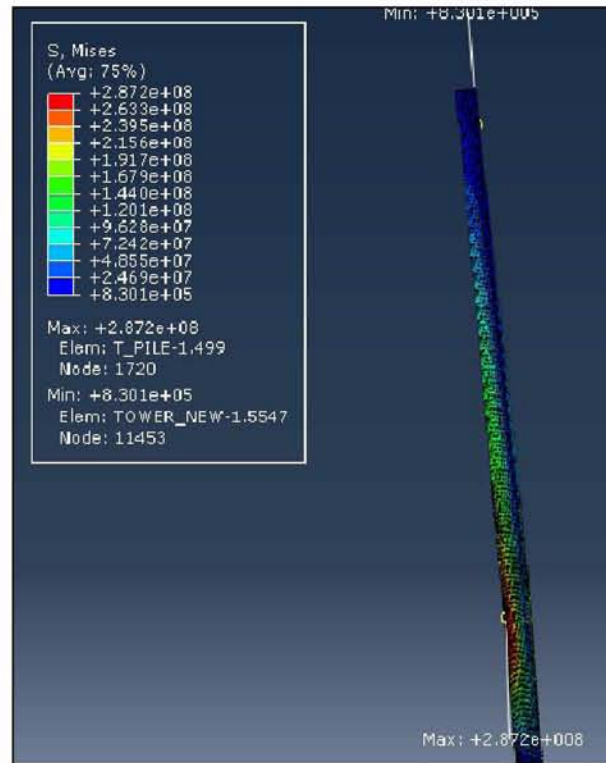 Min: +8.301e+005
S, Mises
(Avg: 75%)
+2.872e+08
+2.633e+08
+2.395e+08
+2.156e+08
+1.917e+08
+1.679e+08
+1.440e+08
+1.201e+08
+9.628e+07
+7.242e+07
+4.855e+07
+2.469e+07
+8.301e+05
Max: +2.872e+08
Elem: T_PILE-1.499
Node: 1720
Min: +8.301e+05
Elem: TOWER_NEW-1.5547
Node: 11453
Max: +2.872e+008